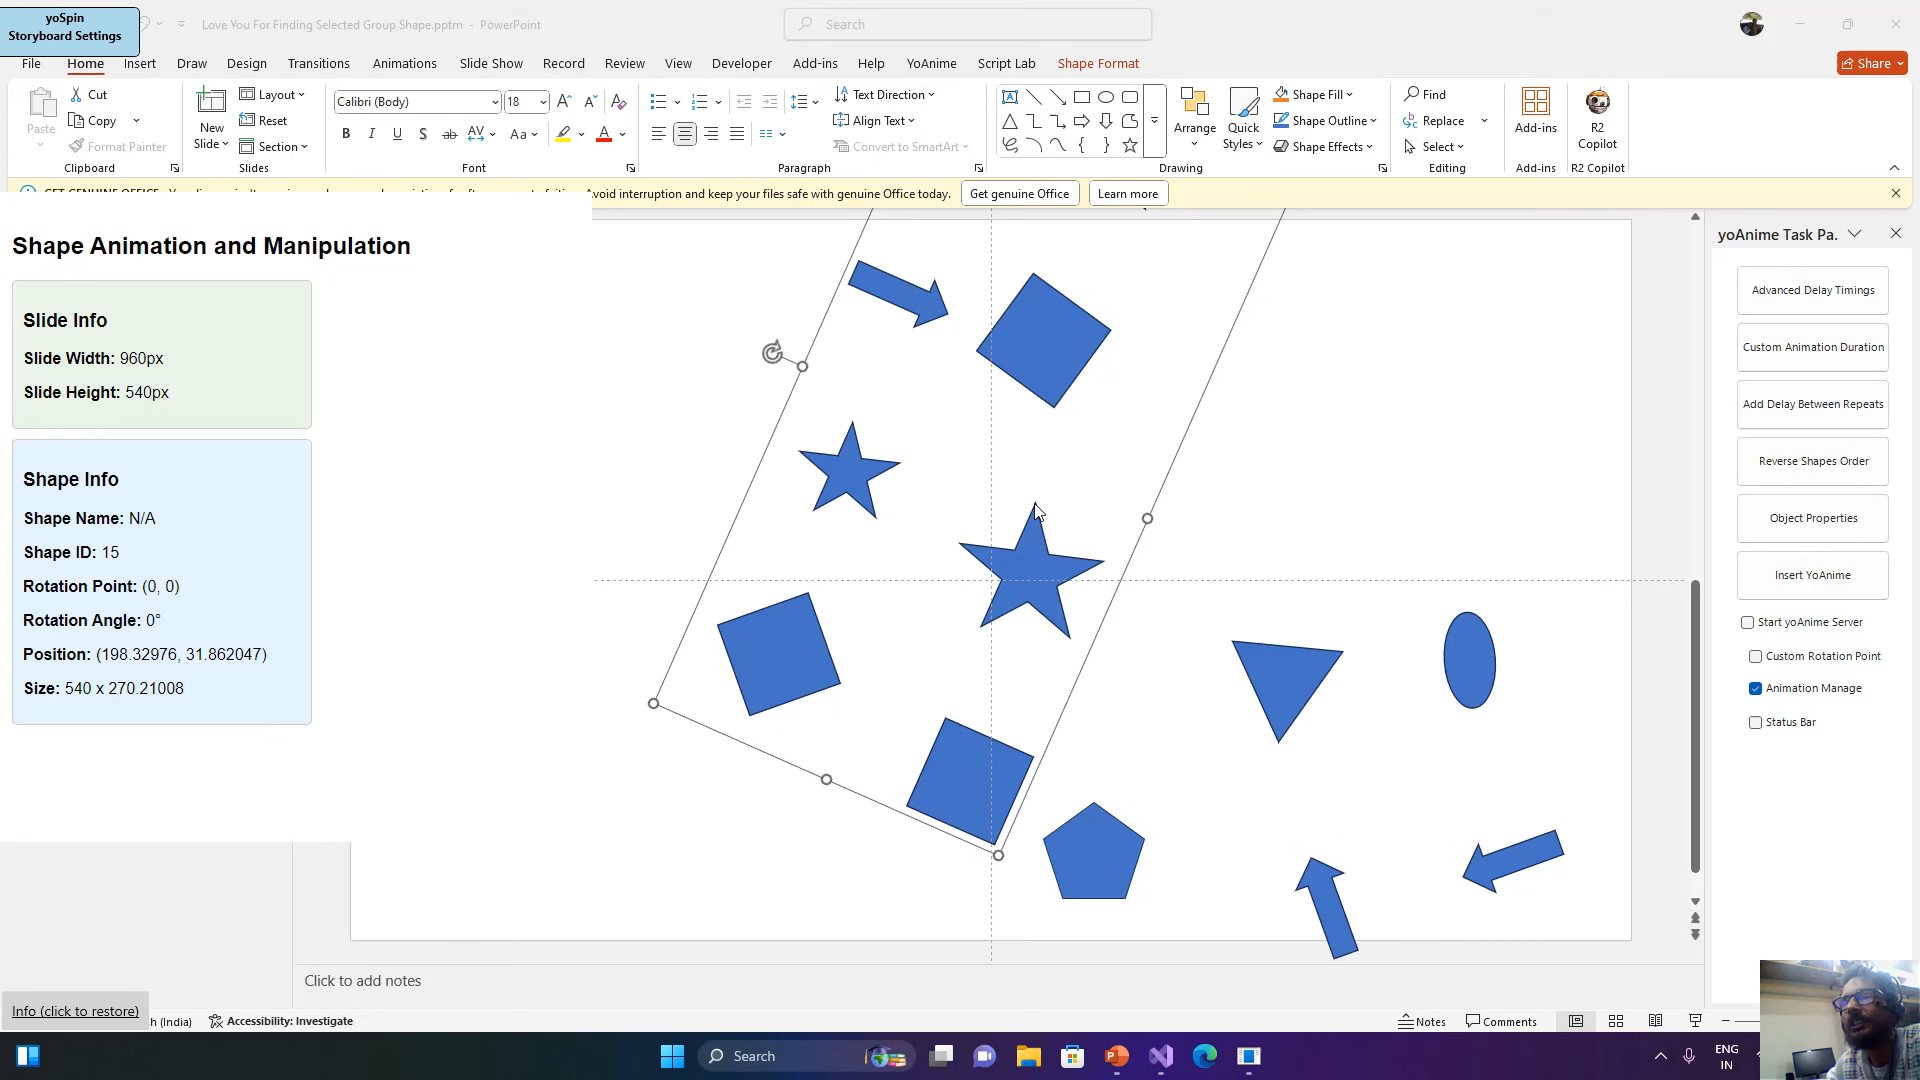 yoSpin
Storyboard Settings
Love You For Finding Selected Group Shape.pptm - PowerPoint
Search
File Home Insert Draw Design Transitions Animations Slide Show Record Review View Developer Add-ins Help YoAnime Script Lab Shape Format
Share
Paste
Cut
Copy
Format Painter
Clipboard
New
Slide
Layout
Reset
Section
Slides
Calibri (Body) 18
Font
Paragraph
Text Direction
Align Text
Convert to SmartArt
Drawing
Arrange
Quick
Styles
Shape Fill
Shape Outline
Shape Effects
Find
Replace
Select
Editing
Add-ins
Add-ins
R2
Copilot
R2 Copilot
Avoid interruption and keep your files safe with genuine Office today.
Get genuine Office
Learn more
Shape Animation and Manipulation
Slide Info
Slide Width: 960px
Slide Height: 540px
Shape Info
Shape Name: N/A
Shape ID: 15
Rotation Point: (0, 0)
Rotation Angle: 0°
Position: (198.32976, 31.862047)
Size: 540 x 270.21008
yoAnime Task Pa.
Advanced Delay Timings
Custom Animation Duration
Add Delay Between Repeats
Reverse Shapes Order
Object Properties
Insert YoAnime
Start yoAnime Server
Custom Rotation Point
Animation Manage
Status Bar
Click to add notes
Info (click to restore)
h (India)
Accessibility: Investigate
Notes
Comments
Search
ENG
IN